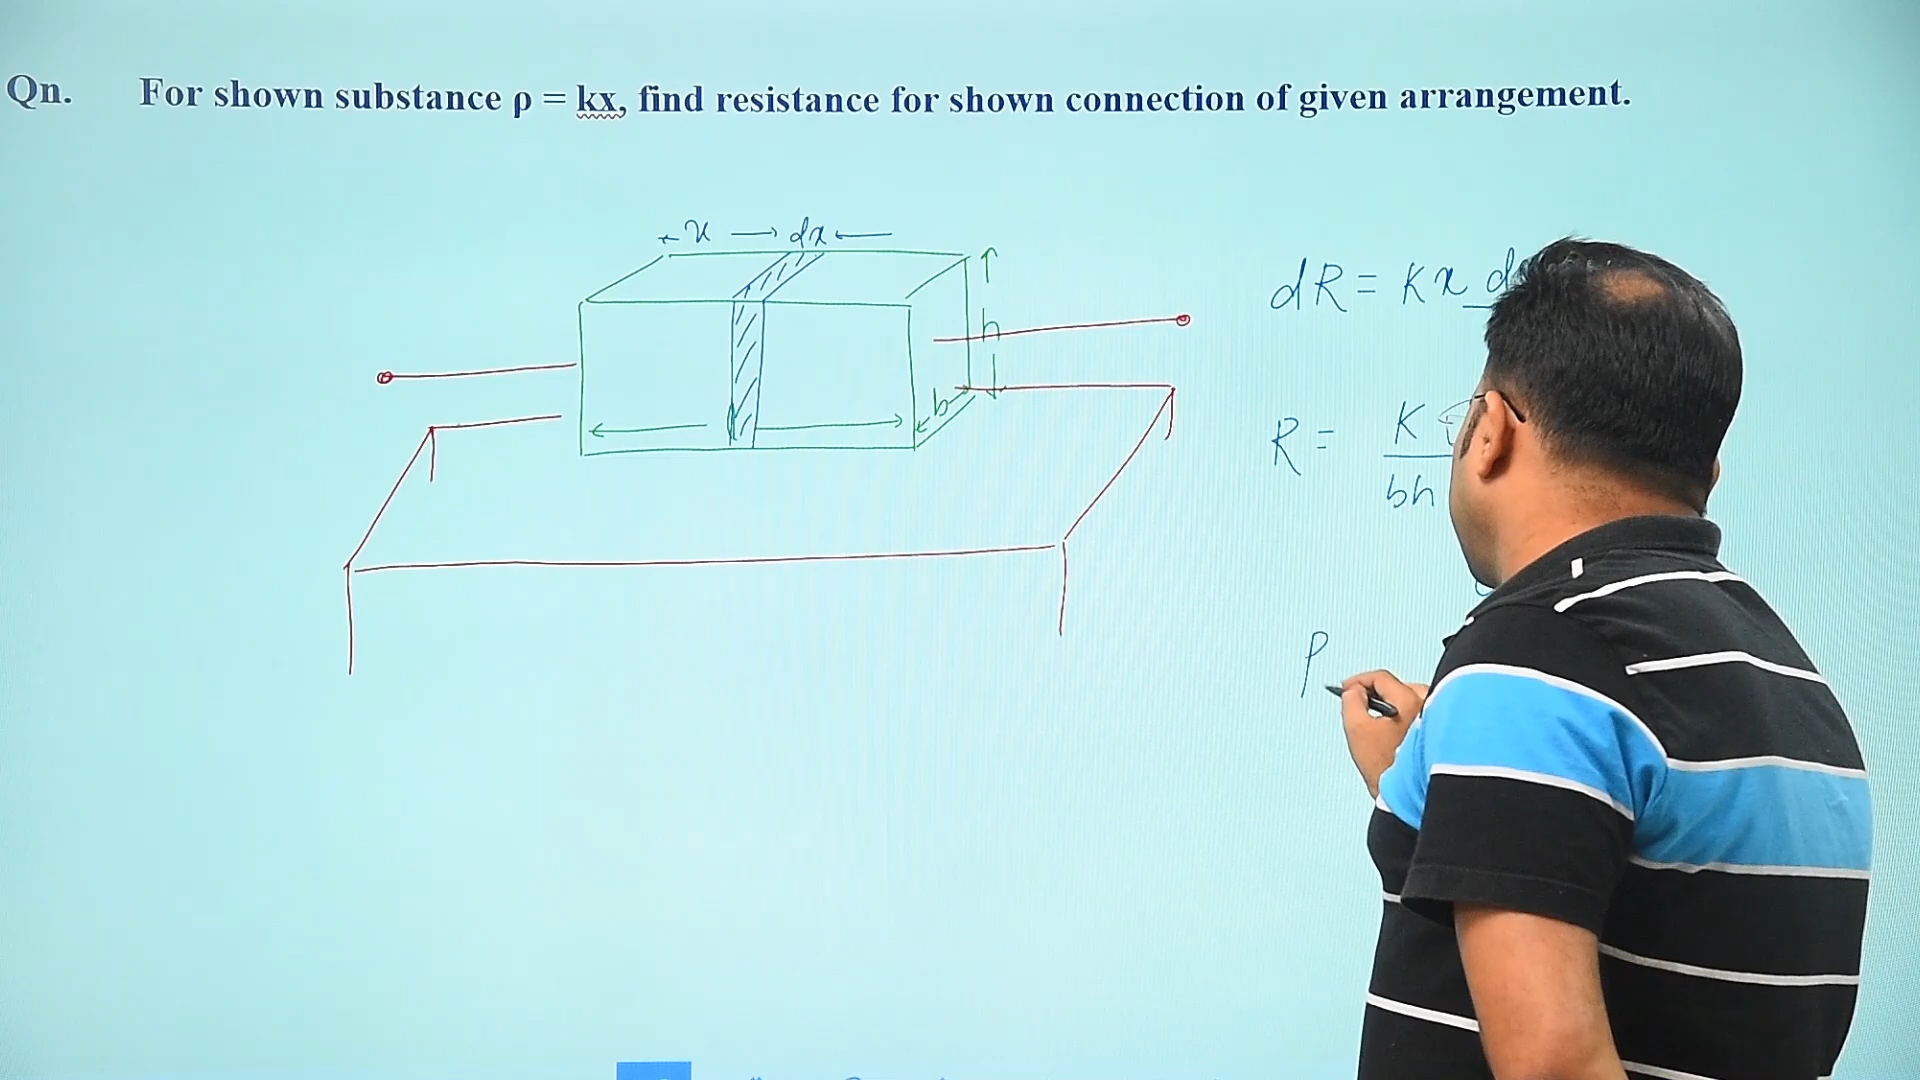 Qn. For shown substance ρ = kx, find resistance for shown connection of given arrangement.
x dx
h
b
dR = Kx
R = K
bh
P